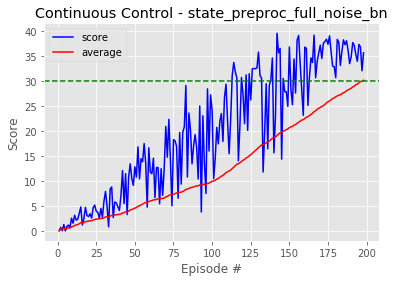 Continuous Control - state_preproc_full_noise_bn
score
average
40
35
30
25
20
15
10
5
0
Score
0 25 50 75 100 125 150 175 200
Episode #